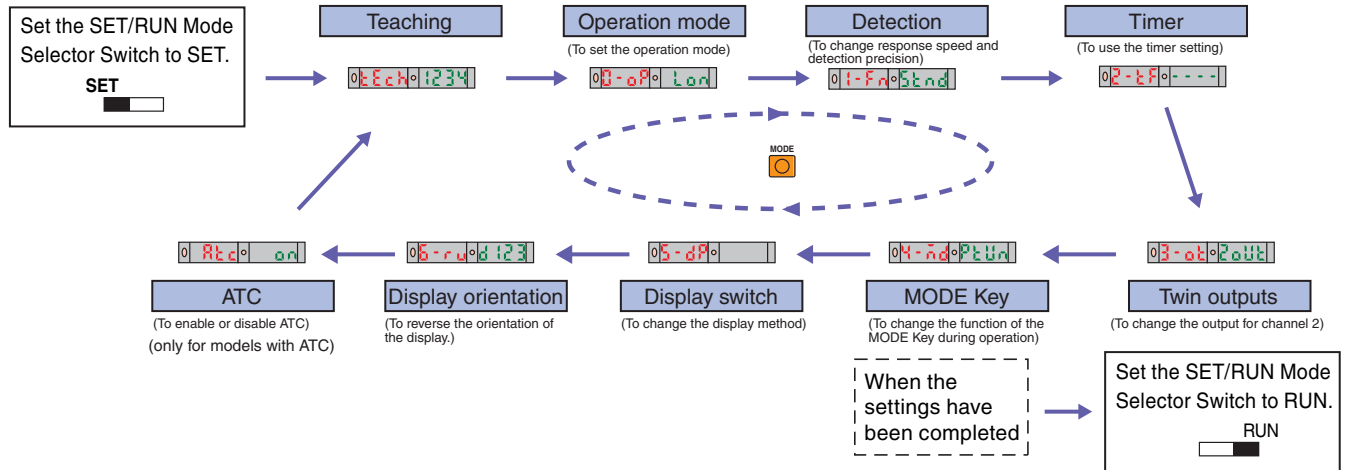 Set the SET/RUN Mode
Selector Switch to SET.
SET
Teaching
tEch 1234
Operation mode
(To set the operation mode)
0-oP Lon
Detection
(To change response speed and
detection precision)
1-Fn Stnd
Timer
(To use the timer setting)
2-tF ----
MODE
Atc on
ATC
(To enable or disable ATC)
(only for models with ATC)
6-ru d123
Display orientation
(To reverse the orientation of
the display.)
5-dP
Display switch
(To change the display method)
4-nd PtUn
MODE Key
(To change the function of the
MODE Key during operation)
3-ot 2oUt
Twin outputs
(To change the output for channel 2)
When the
settings have
been completed
Set the SET/RUN Mode
Selector Switch to RUN.
RUN